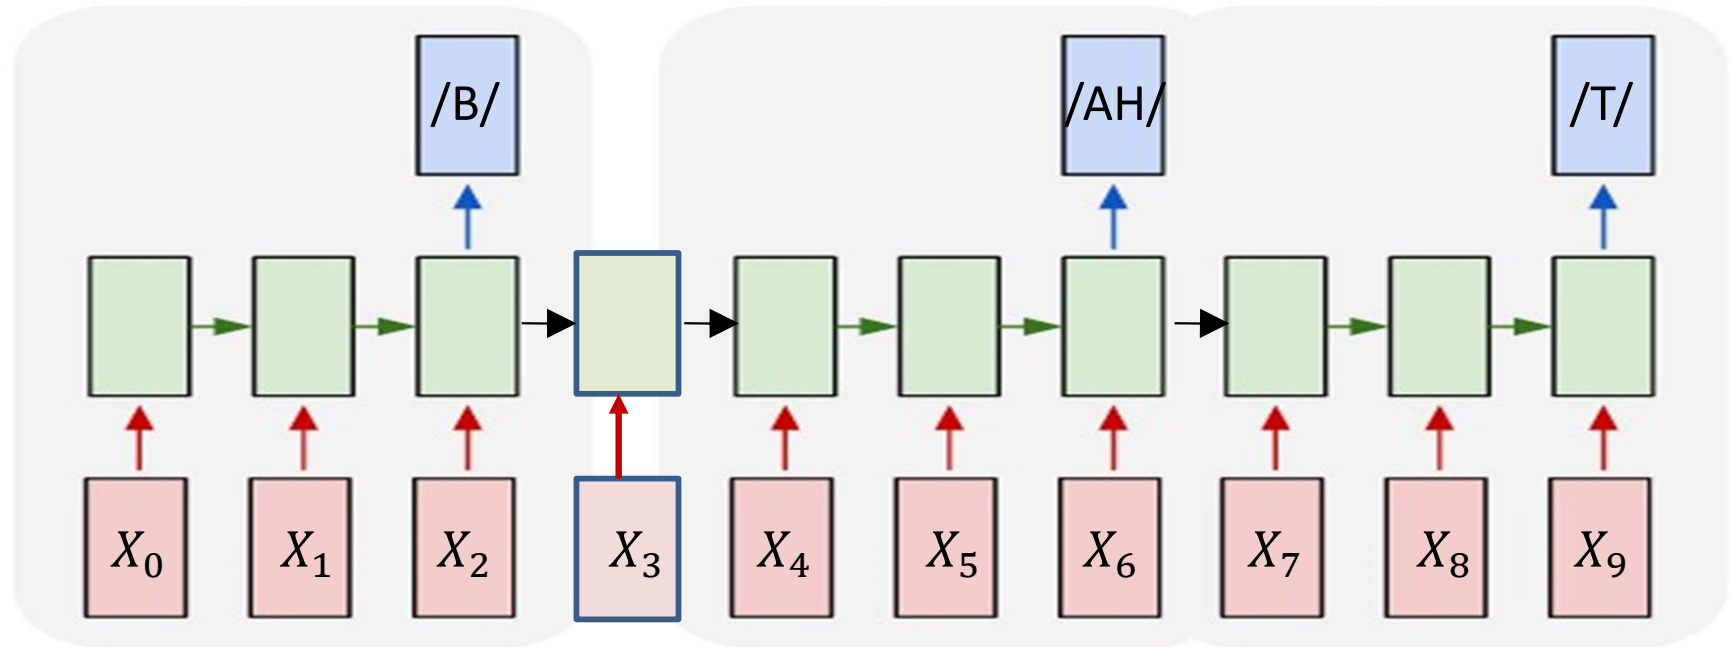 /B/ /AH/ /T/
X₀ X₁ X₂ X₃ X₄ X₅ X₆ X₇ X₈ X₉